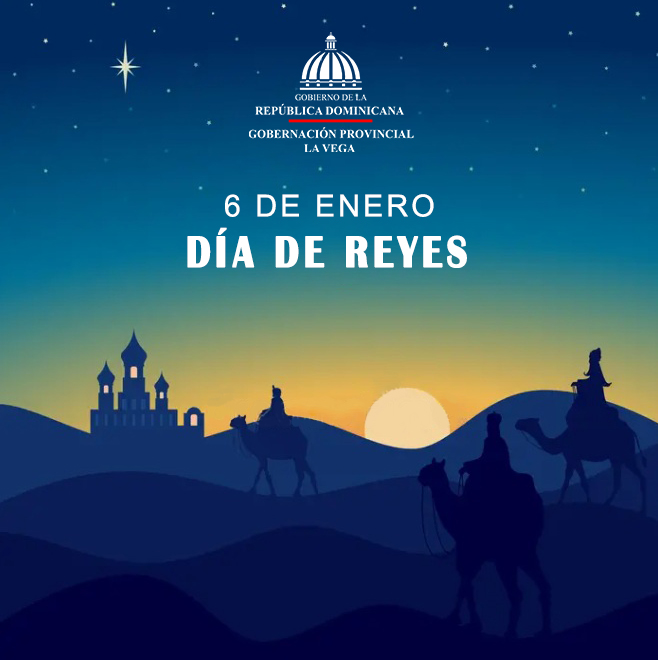 GOBIERNO DE LA
REPÚBLICA DOMINICANA
GOBERNACIÓN PROVINCIAL
LA VEGA
6 DE ENERO
DÍA DE REYES